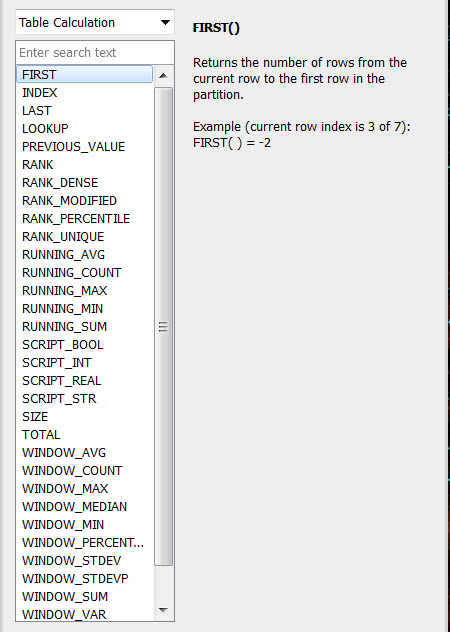 Table Calculation
Enter search text
FIRST
INDEX
LAST
LOOKUP
PREVIOUS_VALUE
RANK
RANK_DENSE
RANK_MODIFIED
RANK_PERCENTILE
RANK_UNIQUE
RUNNING_AVG
RUNNING_COUNT
RUNNING_MAX
RUNNING_MIN
RUNNING_SUM
SCRIPT_BOOL
SCRIPT_INT
SCRIPT_REAL
SCRIPT_STR
SIZE
TOTAL
WINDOW_AVG
WINDOW_COUNT
WINDOW_MAX
WINDOW_MEDIAN
WINDOW_MIN
WINDOW_PERCENT...
WINDOW_STDEV
WINDOW_STDEVP
WINDOW_SUM
WINDOW_VAR
FIRST()
Returns the number of rows from the
current row to the first row in the
partition.
Example (current row index is 3 of 7):
FIRST( ) = -2